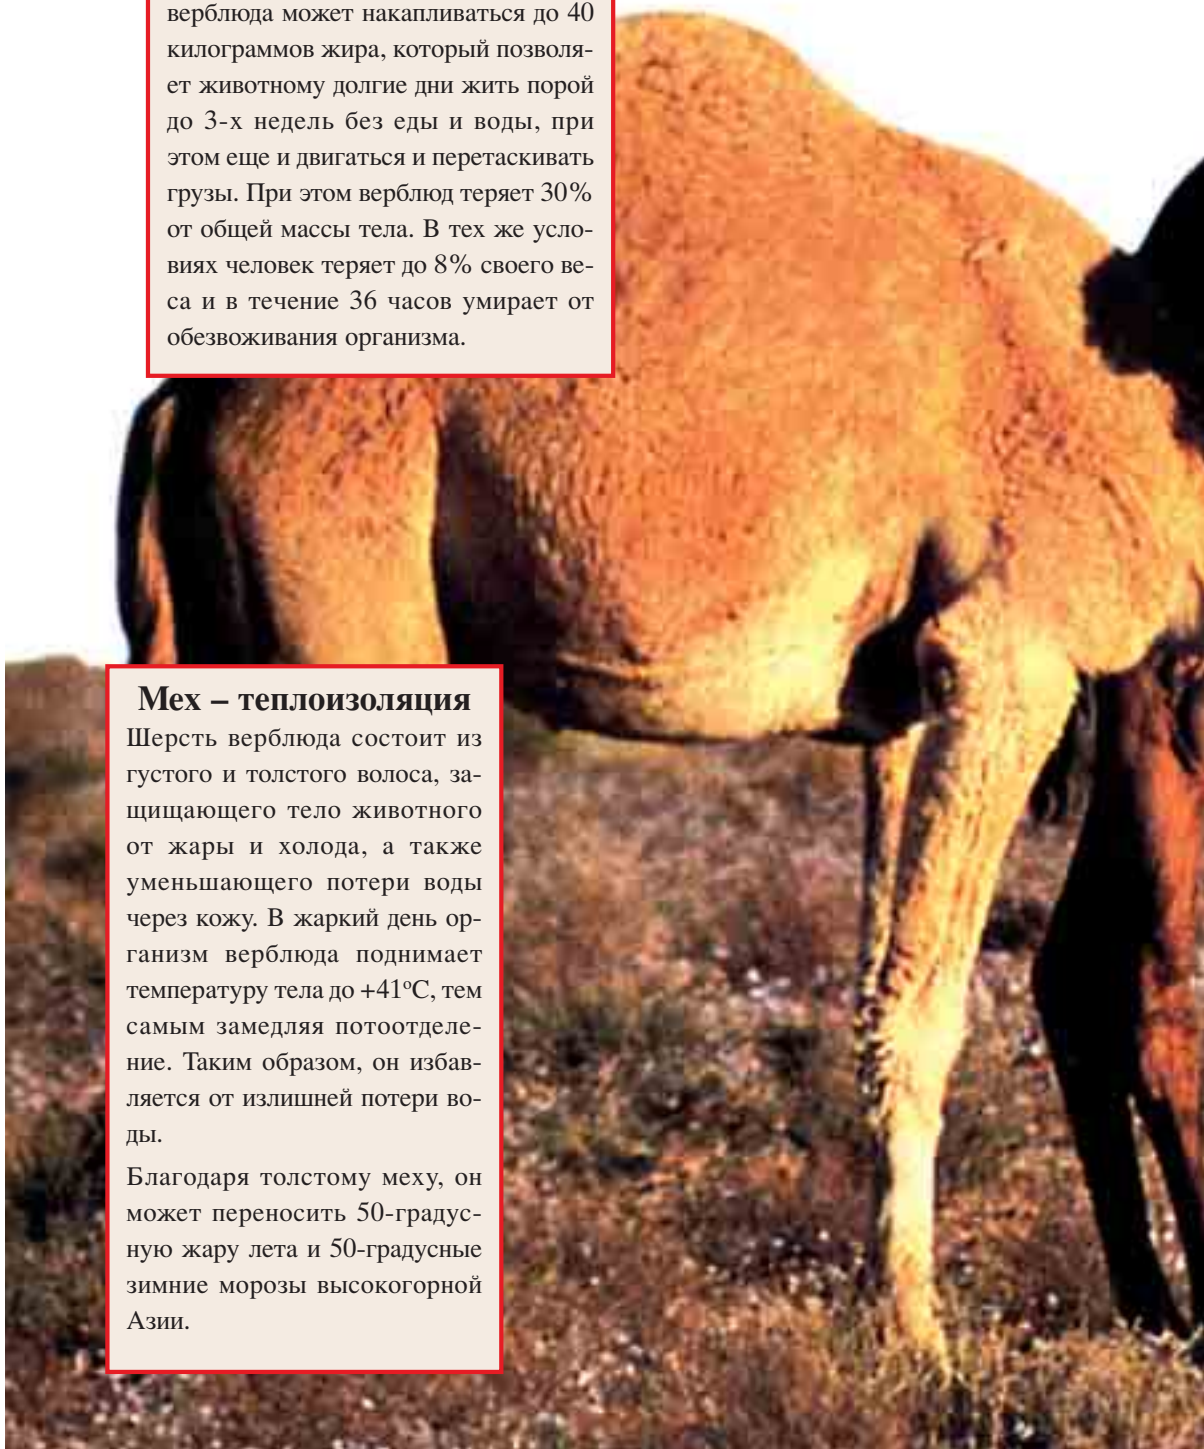 верблюда может накапливаться до 40
килограммов жира, который позволя-
ет животному долгие дни жить порой
до 3-х недель без еды и воды, при
этом еще и двигаться и перетаскивать
грузы. При этом верблюд теряет 30%
от общей массы тела. В тех же усло-
виях человек теряет до 8% своего ве-
са и в течение 36 часов умирает от
обезвоживания организма.
Мех – теплоизоляция
Шерсть верблюда состоит из
густого и толстого волоса, за-
щищающего тело животного
от жары и холода, а также
уменьшающего потери воды
через кожу. В жаркий день ор-
ганизм верблюда поднимает
температуру тела до +41°C, тем
самым замедляя потоотделе-
ние. Таким образом, он избав-
ляется от излишней потери во-
ды.
Благодаря толстому меху, он
может переносить 50-градус-
ную жару лета и 50-градусные
зимние морозы высокогорной
Азии.